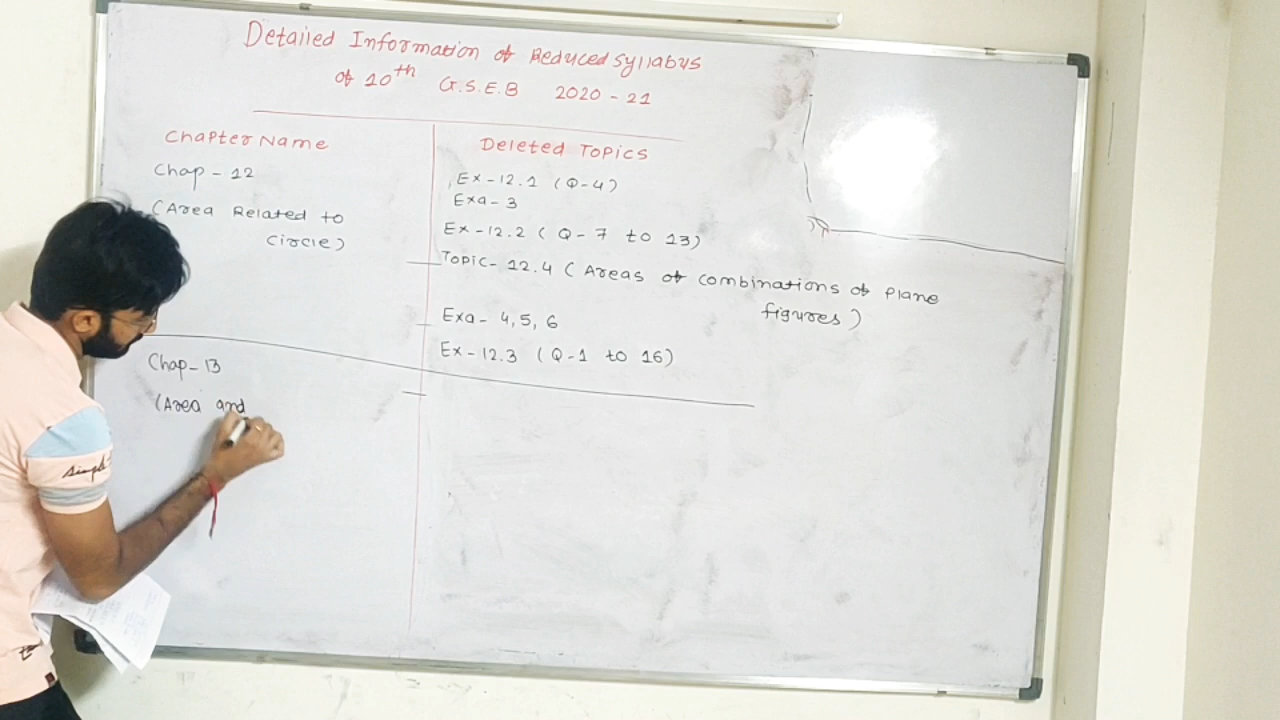 Detailed Information of Reduced Syllabus
of 10th G.S.E.B 2020 - 21
Chapter Name
Deleted Topics
Chap - 12
(Area Related to
Circle)
Ex - 12.1 (Q-4)
Exa - 3
Ex - 12.2 ( Q - 7 to 13)
Topic - 12.4 ( Areas of combinations of Plane
figures )
Exa - 4, 5, 6
Ex - 12.3 (Q-1 to 16)
Chap - 13
(Area and
simple